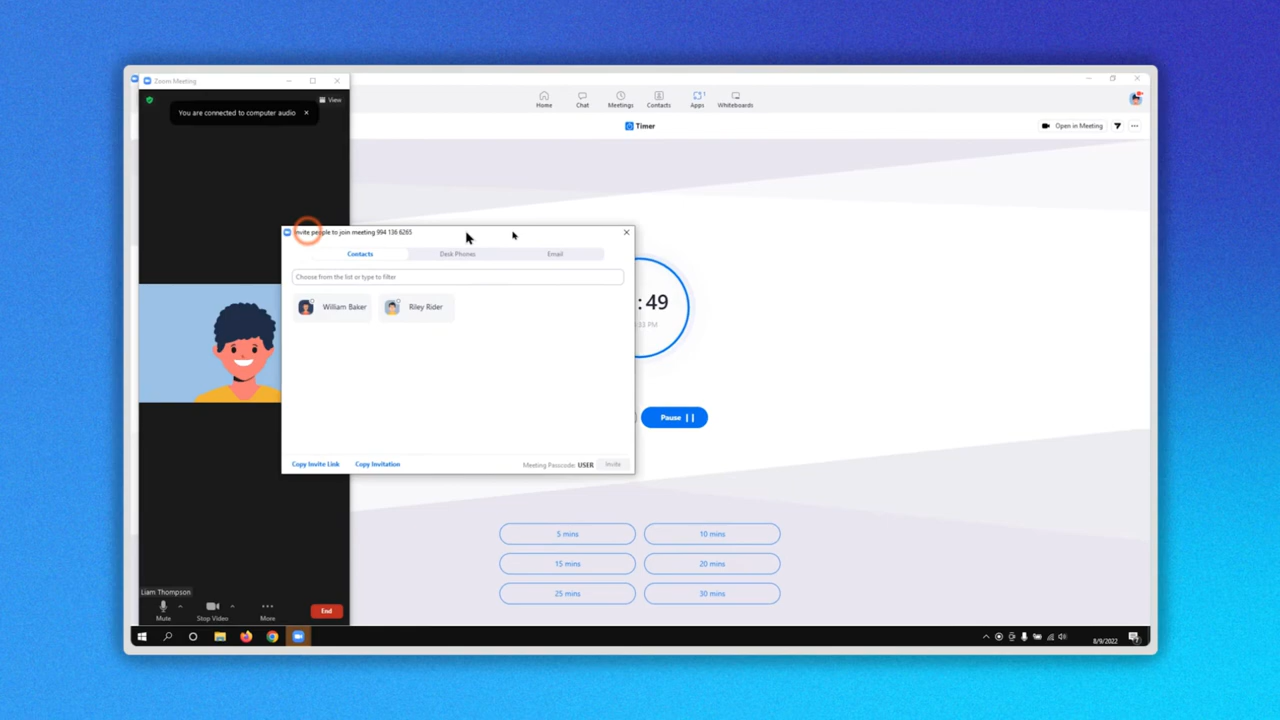 Zoom Meeting
View
You are connected to computer audio
Home
Chat
Meetings
Contacts
Apps
1
Whiteboards
Timer
Open in Meeting
Invite people to join meeting 994 136 6265
Contacts
Desk Phones
Email
Choose from the list or type to filter
William Baker
Riley Rider
Copy Invite Link
Copy Invitation
Meeting Passcode: USER
Invite
:49
:33 PM
Pause
5 mins
10 mins
15 mins
20 mins
25 mins
30 mins
Liam Thompson
Mute
Stop Video
More
End
8/9/2022